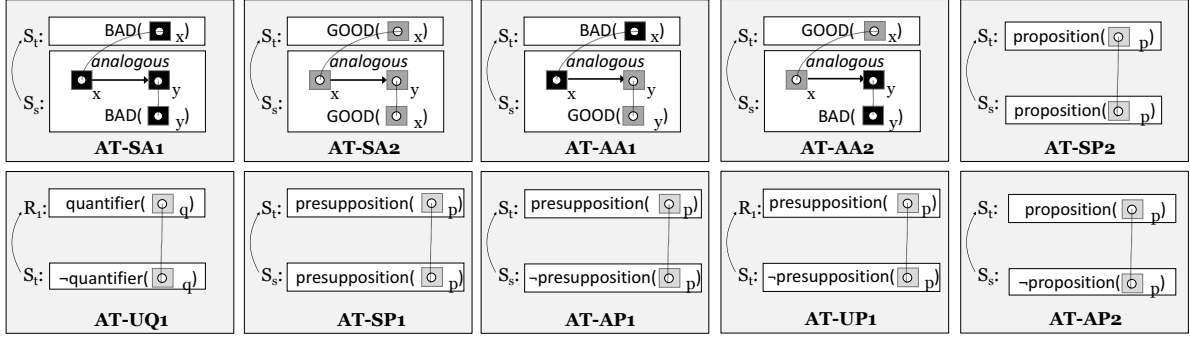 Sₜ: BAD( x)
analogous
x y
Sₛ: BAD( y)
AT-SA1
Sₜ: GOOD( x)
analogous
x y
Sₛ: GOOD( x)
AT-SA2
Sₜ: BAD( x)
analogous
x y
Sₛ: GOOD( y)
AT-AA1
Sₜ: GOOD( x)
analogous
x y
Sₛ: BAD( y)
AT-AA2
Sₜ: proposition( p)
Sₛ: proposition( p)
AT-SP2
R₁: quantifier( q)
Sₜ: ¬quantifier( q)
AT-UQ1
Sₜ: presupposition( p)
Sₛ: presupposition( p)
AT-SP1
Sₜ: presupposition( p)
Sₛ: ¬presupposition( p)
AT-AP1
R₁: presupposition( p)
Sₜ: ¬presupposition( p)
AT-UP1
Sₜ: proposition( p)
Sₛ: ¬proposition( p)
AT-AP2